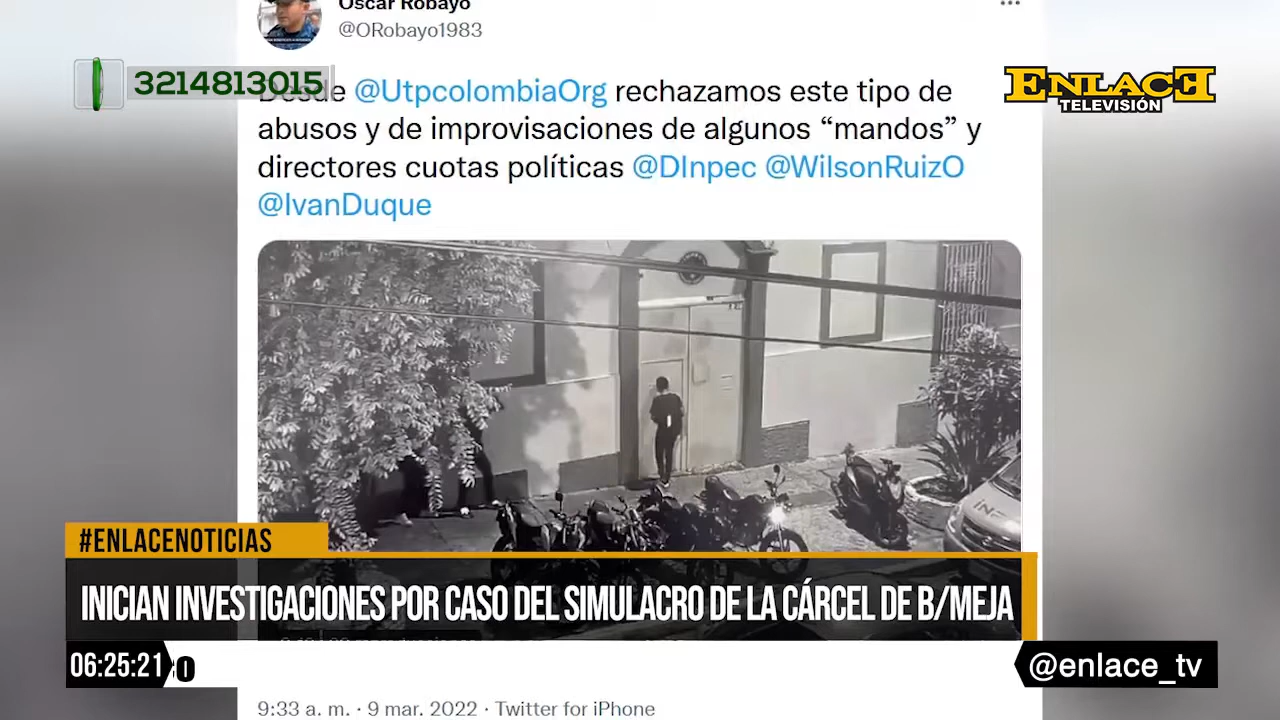 Oscar Robayo
@ORobayo1983
3214813015
ENLACE
TELEVISIÓN
Desde @UtpcolombiaOrg rechazamos este tipo de
abusos y de improvisaciones de algunos “mandos” y
directores cuotas políticas @DInpec @WilsonRuizO
@IvanDuque
#ENLACENOTICIAS
INICIAN INVESTIGACIONES POR CASO DEL SIMULACRO DE LA CÁRCEL DE B/MEJA
06:25:21
@enlace_tv
9:33 a. m. · 9 mar. 2022 · Twitter for iPhone